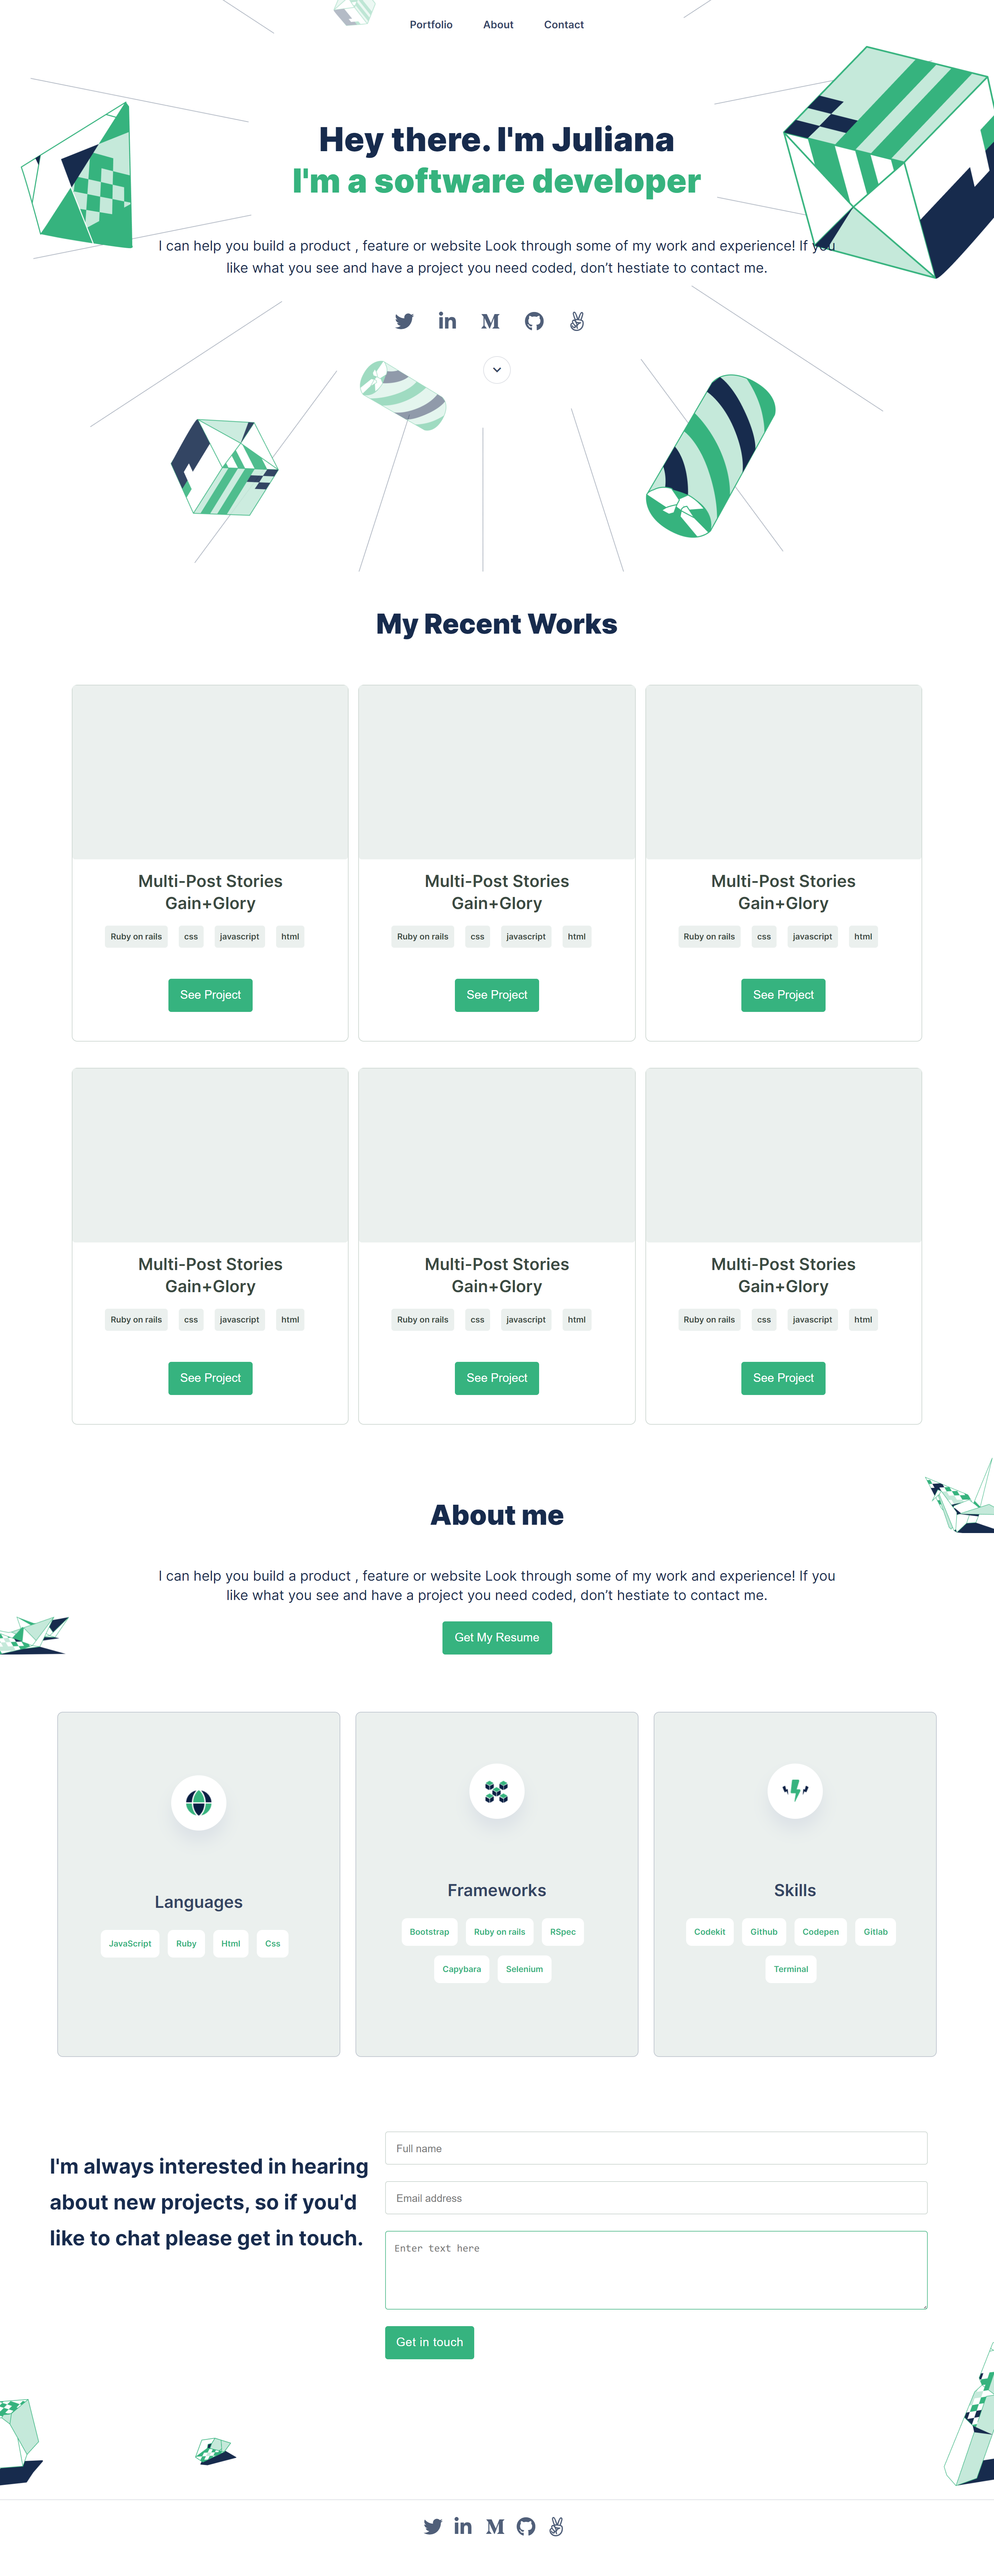 Portfolio About Contact
Hey there. I'm Juliana
I'm a software developer
I can help you build a product , feature or website Look through some of my work and experience! If you
like what you see and have a project you need coded, don’t hestiate to contact me.
My Recent Works
Multi-Post Stories
Gain+Glory
Ruby on rails css javascript html
See Project
Multi-Post Stories
Gain+Glory
Ruby on rails css javascript html
See Project
Multi-Post Stories
Gain+Glory
Ruby on rails css javascript html
See Project
Multi-Post Stories
Gain+Glory
Ruby on rails css javascript html
See Project
Multi-Post Stories
Gain+Glory
Ruby on rails css javascript html
See Project
Multi-Post Stories
Gain+Glory
Ruby on rails css javascript html
See Project
About me
I can help you build a product , feature or website Look through some of my work and experience! If you
like what you see and have a project you need coded, don’t hestiate to contact me.
Get My Resume
Languages
JavaScript Ruby Html Css
Frameworks
Bootstrap Ruby on rails RSpec
Capybara Selenium
Skills
Codekit Github Codepen Gitlab
Terminal
I'm always interested in hearing
about new projects, so if you'd
like to chat please get in touch.
Full name
Email address
Enter text here
Get in touch